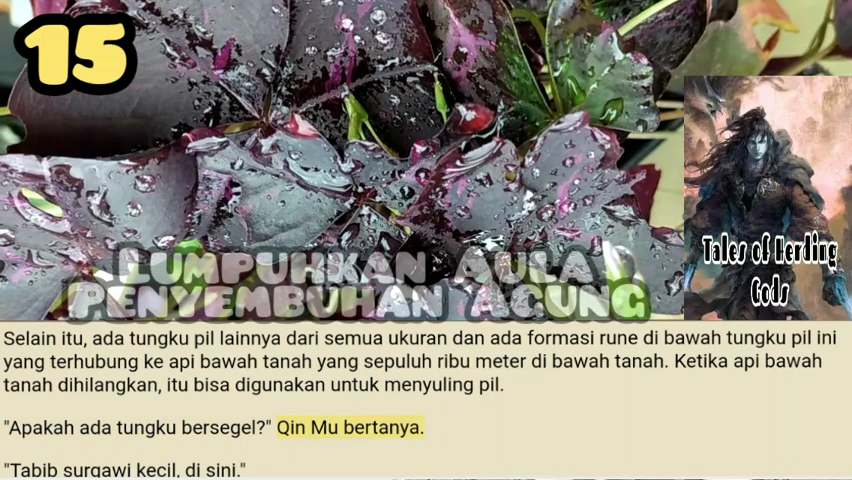 15
Tales of Herding
Gods
LUMPUHKAN AULA
PENYEMBUHAN AGUNG
Selain itu, ada tungku pil lainnya dari semua ukuran dan ada formasi rune di bawah tungku pil ini
yang terhubung ke api bawah tanah yang sepuluh ribu meter di bawah tanah. Ketika api bawah
tanah dihilangkan, itu bisa digunakan untuk menyuling pil.
"Apakah ada tungku bersegel?" Qin Mu bertanya.
"Tabib surgawi kecil, di sini."